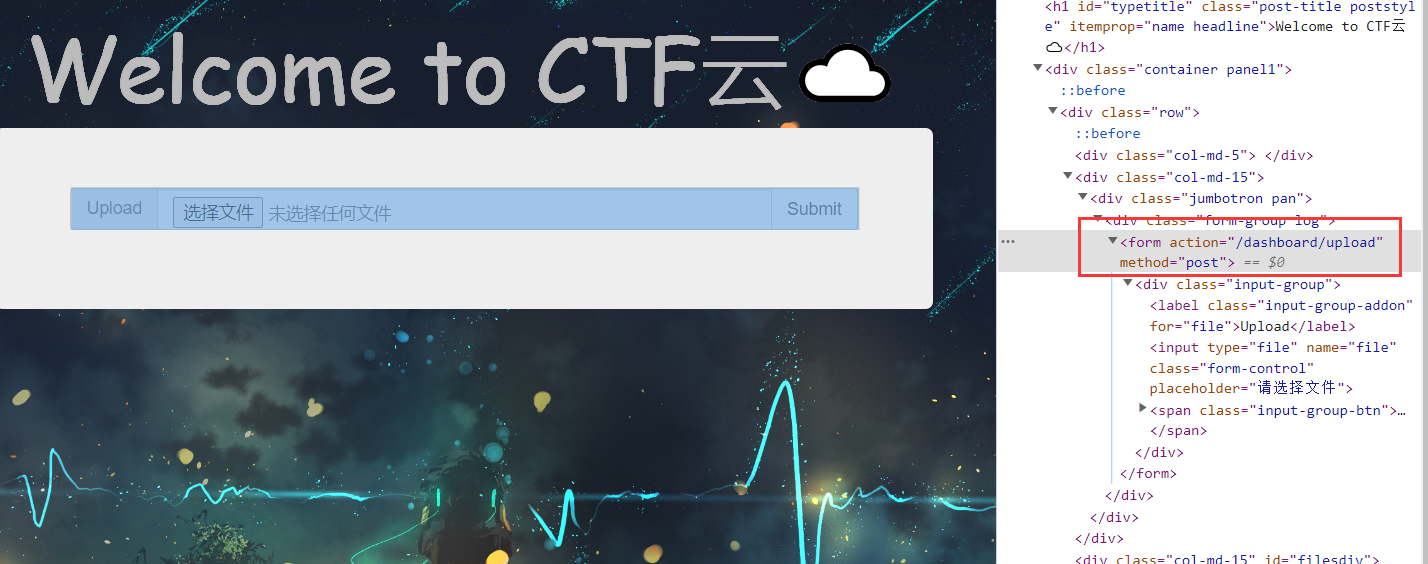 Welcome to CTF云
Upload
选择文件 未选择任何文件
Submit
<h1 id="typetitle" class="post-title poststyl
e" itemprop="name headline">Welcome to CTF云
☁</h1>
<div class="container panel1">
::before
<div class="row">
::before
<div class="col-md-5"> </div>
<div class="col-md-15">
<div class="jumbotron pan">
<div class="form-group log">
<form action="/dashboard/upload"
method="post"> == $0
<div class="input-group">
<label class="input-group-addon"
for="file">Upload</label>
<input type="file" name="file"
class="form-control"
placeholder="请选择文件">
<span class="input-group-btn">…
</span>
</div>
</form>
</div>
</div>
</div>
<div class="col-md-15" id="filesdiv">